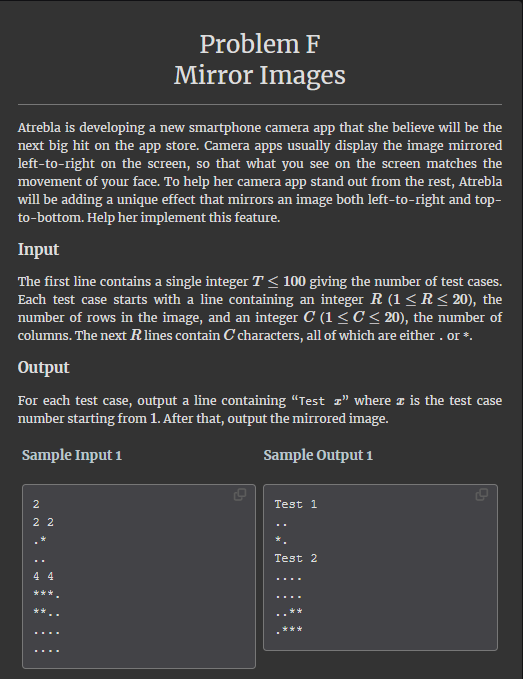 Problem F
Mirror Images
Atrebla is developing a new smartphone camera app that she believe will be the
next big hit on the app store. Camera apps usually display the image mirrored
left-to-right on the screen, so that what you see on the screen matches the
movement of your face. To help her camera app stand out from the rest, Atrebla
will be adding a unique effect that mirrors an image both left-to-right and top-
to-bottom. Help her implement this feature.
Input
The first line contains a single integer T ≤ 100 giving the number of test cases.
Each test case starts with a line containing an integer R (1 ≤ R ≤ 20), the
number of rows in the image, and an integer C (1 ≤ C ≤ 20), the number of
columns. The next R lines contain C characters, all of which are either . or *.
Output
For each test case, output a line containing “Test x” where x is the test case
number starting from 1. After that, output the mirrored image.
Sample Input 1
2
2 2
.*
..
4 4
***.
**..
....
....
Sample Output 1
Test 1
..
*.
Test 2
....
....
..**
.***